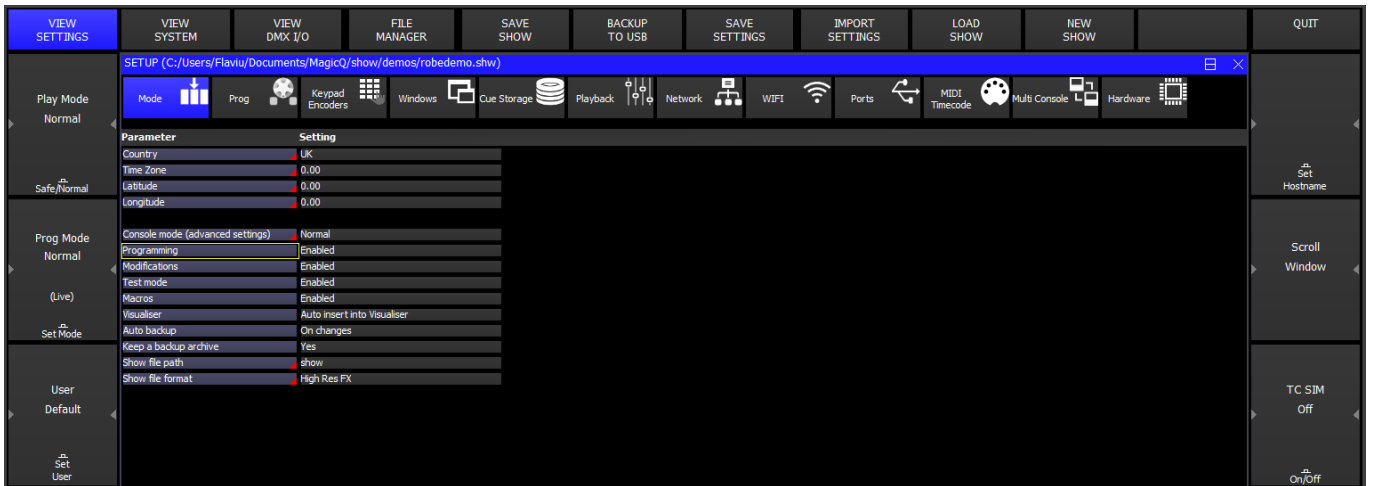 VIEW
SETTINGS
VIEW
SYSTEM
VIEW
DMX I/O
FILE
MANAGER
SAVE
SHOW
BACKUP
TO USB
SAVE
SETTINGS
IMPORT
SETTINGS
LOAD
SHOW
NEW
SHOW
QUIT
SETUP (C:/Users/Flaviu/Documents/MagicQ/show/demos/robedemo.shw)
Mode
Prog
Keypad
Encoders
Windows
Cue Storage
Playback
Network
WIFI
Ports
MIDI
Timecode
Multi Console
Hardware
Play Mode
Normal
Safe/Normal
Prog Mode
Normal
(Live)
Set Mode
User
Default
Set
User
Parameter Setting
Country UK
Time Zone 0.00
Latitude 0.00
Longitude 0.00
Console mode (advanced settings) Normal
Programming Enabled
Modifications Enabled
Test mode Enabled
Macros Enabled
Visualiser Auto insert into Visualiser
Auto backup On changes
Keep a backup archive Yes
Show file path show
Show file format High Res FX
Set
Hostname
Scroll
Window
TC SIM
Off
On/Off